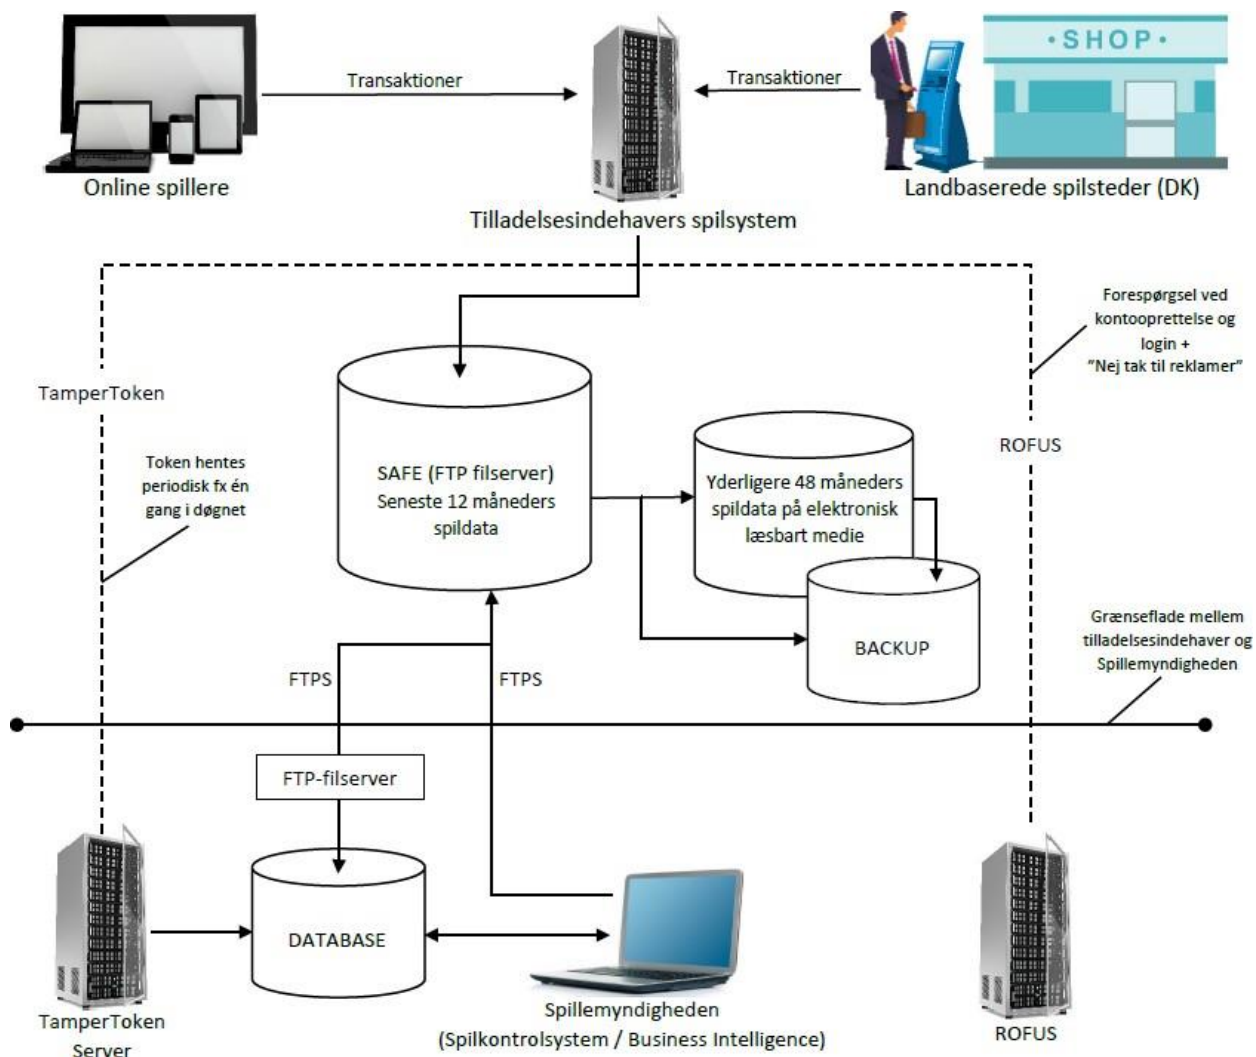 • SHOP •
Transaktioner
Transaktioner
Online spillere
Landbaserede spilsteder (DK)
Tilladelsesindehavers spilsystem
Forespørgsel ved
kontooprettelse og
login +
”Nej tak til reklamer”
TamperToken
ROFUS
Token hentes
periodisk fx én
gang i døgnet
SAFE (FTP filserver)
Seneste 12 måneders
spildata
Yderligere 48 måneders
spildata på elektronisk
læsbart medie
BACKUP
Grænseflade mellem
tilladelsesindehaver og
Spillemyndigheden
FTPS
FTPS
FTP-filserver
DATABASE
TamperToken
Server
Spillemyndigheden
(Spilkontrolsystem / Business Intelligence)
ROFUS